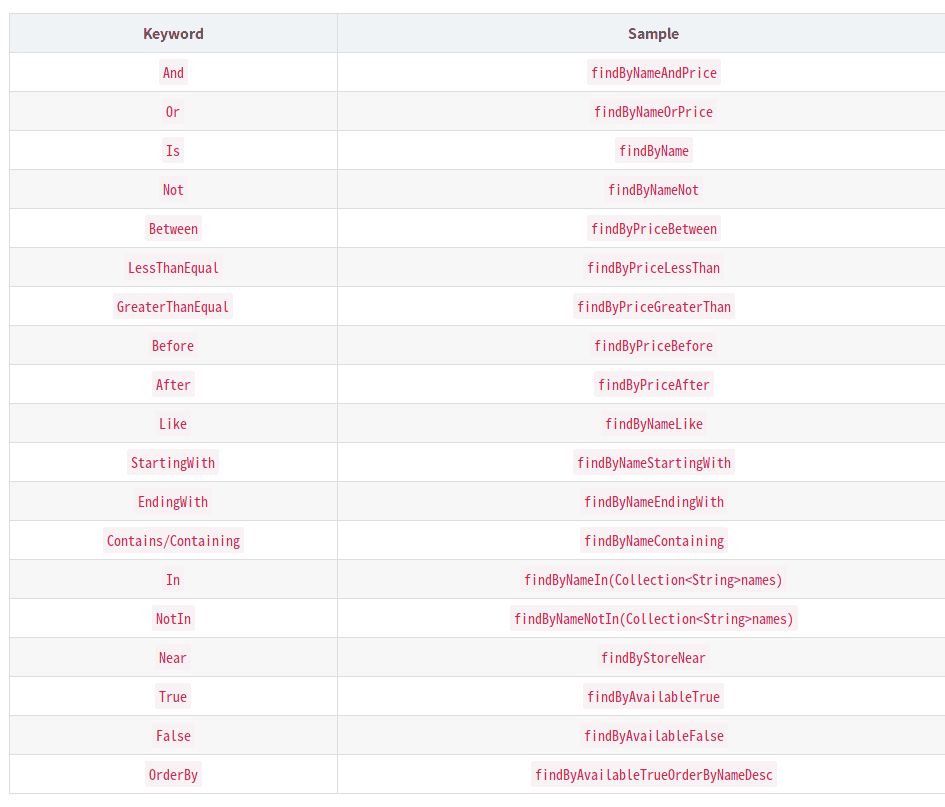 Keyword Sample
And findByNameAndPrice
Or findByNameOrPrice
Is findByName
Not findByNameNot
Between findByPriceBetween
LessThanEqual findByPriceLessThan
GreaterThanEqual findByPriceGreaterThan
Before findByPriceBefore
After findByPriceAfter
Like findByNameLike
StartingWith findByNameStartingWith
EndingWith findByNameEndingWith
Contains/Containing findByNameContaining
In findByNameIn(Collection<String>names)
NotIn findByNameNotIn(Collection<String>names)
Near findByStoreNear
True findByAvailableTrue
False findByAvailableFalse
OrderBy findByAvailableTrueOrderByNameDesc